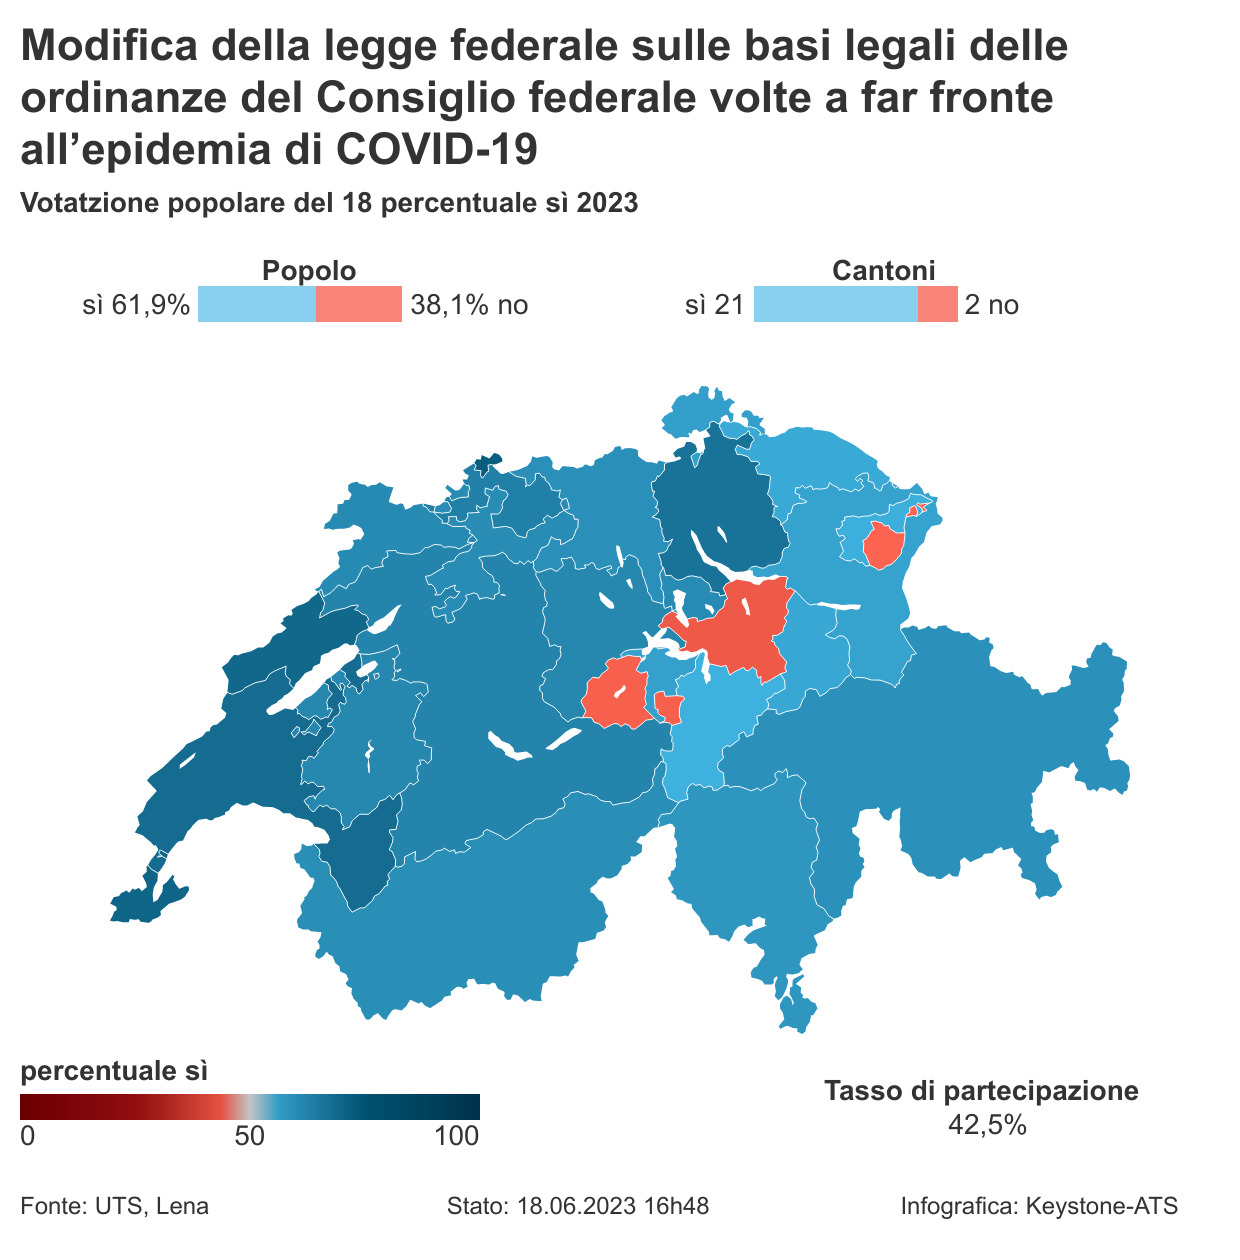 Modifica della legge federale sulle basi legali delle
ordinanze del Consiglio federale volte a far fronte
all’epidemia di COVID-19
Votatzione popolare del 18 percentuale sì 2023
Popolo
sì 61,9%
38,1% no
Cantoni
sì 21
2 no
percentuale sì
0
50
100
Tasso di partecipazione
42,5%
Fonte: UTS, Lena
Stato: 18.06.2023 16h48
Infografica: Keystone-ATS